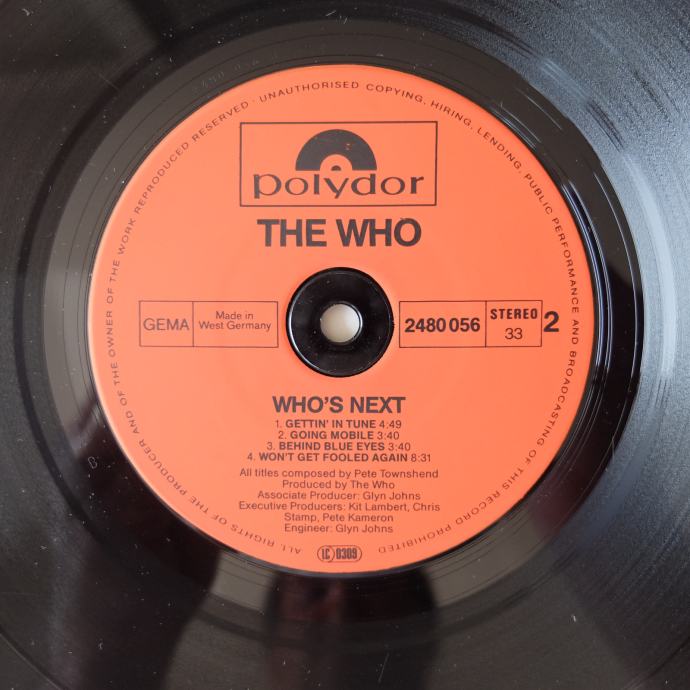 ALL RIGHTS OF THE PRODUCER AND OF THE OWNER OF THE WORK REPRODUCED RESERVED · UNAUTHORISED COPYING, HIRING, LENDING, PUBLIC PERFORMANCE AND BROADCASTING OF THIS RECORD PROHIBITED
polydor
THE WHO
GEMA Made in West Germany 2480 056 STEREO 33 2
WHO'S NEXT
1. GETTIN' IN TUNE 4:49
2. GOING MOBILE 3:40
3. BEHIND BLUE EYES 3:40
4. WON'T GET FOOLED AGAIN 8:31
All titles composed by Pete Townshend
Produced by The Who
Associate Producer: Glyn Johns
Executive Producers: Kit Lambert, Chris
Stamp, Pete Kameron
Engineer: Glyn Johns
LC 0309